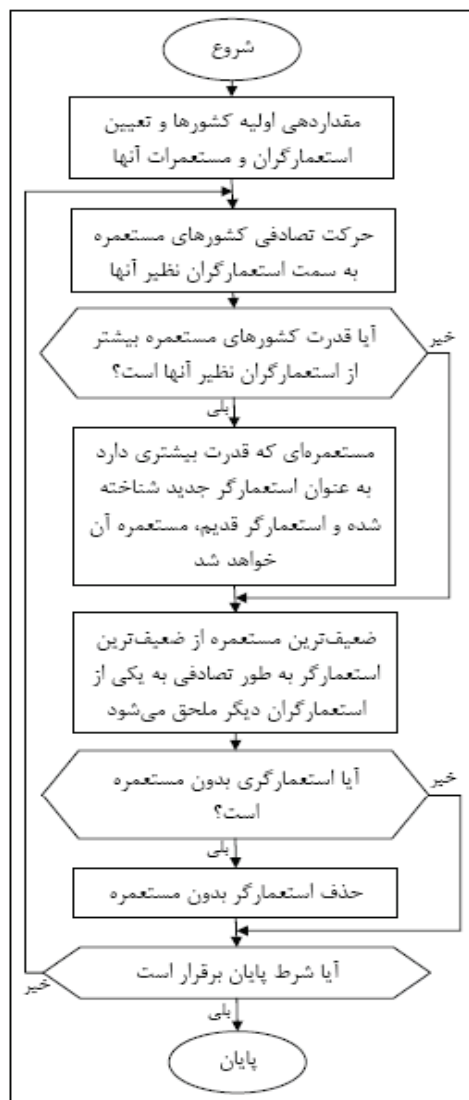 شروع
مقداردهی اولیه کشورها و تعیین
استعمارگران و مستعمرات آنها
حرکت تصادفی کشورهای مستعمره
به سمت استعمارگران نظیر آنها
آیا قدرت کشورهای مستعمره بیشتر
از استعمارگران نظیر آنها است؟
خیر
بلی
مستعمره‌ای که قدرت بیشتری دارد
به عنوان استعمارگر جدید شناخته
شده و استعمارگر قدیم، مستعمره آن
خواهد شد
ضعیف‌ترین مستعمره از ضعیف‌ترین
استعمارگر به طور تصادفی به یکی از
استعمارگران دیگر ملحق می‌شود
آیا استعمارگری بدون مستعمره
است؟
خیر
بلی
حذف استعمارگر بدون مستعمره
آیا شرط پایان برقرار است
خیر
بلی
پایان